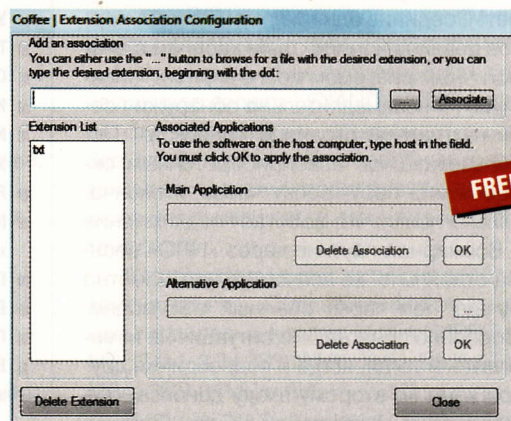 Coffee | Extension Association Configuration
Add an association
You can either use the "..." button to browse for a file with the desired extension, or you can
type the desired extension, beginning with the dot:
... Associate
Extension List
txt
Associated Applications
To use the software on the host computer, type host in the field.
You must click OK to apply the association.
FREE
Main Application
...
Delete Association OK
Alternative Application
...
Delete Association OK
Delete Extension
Close